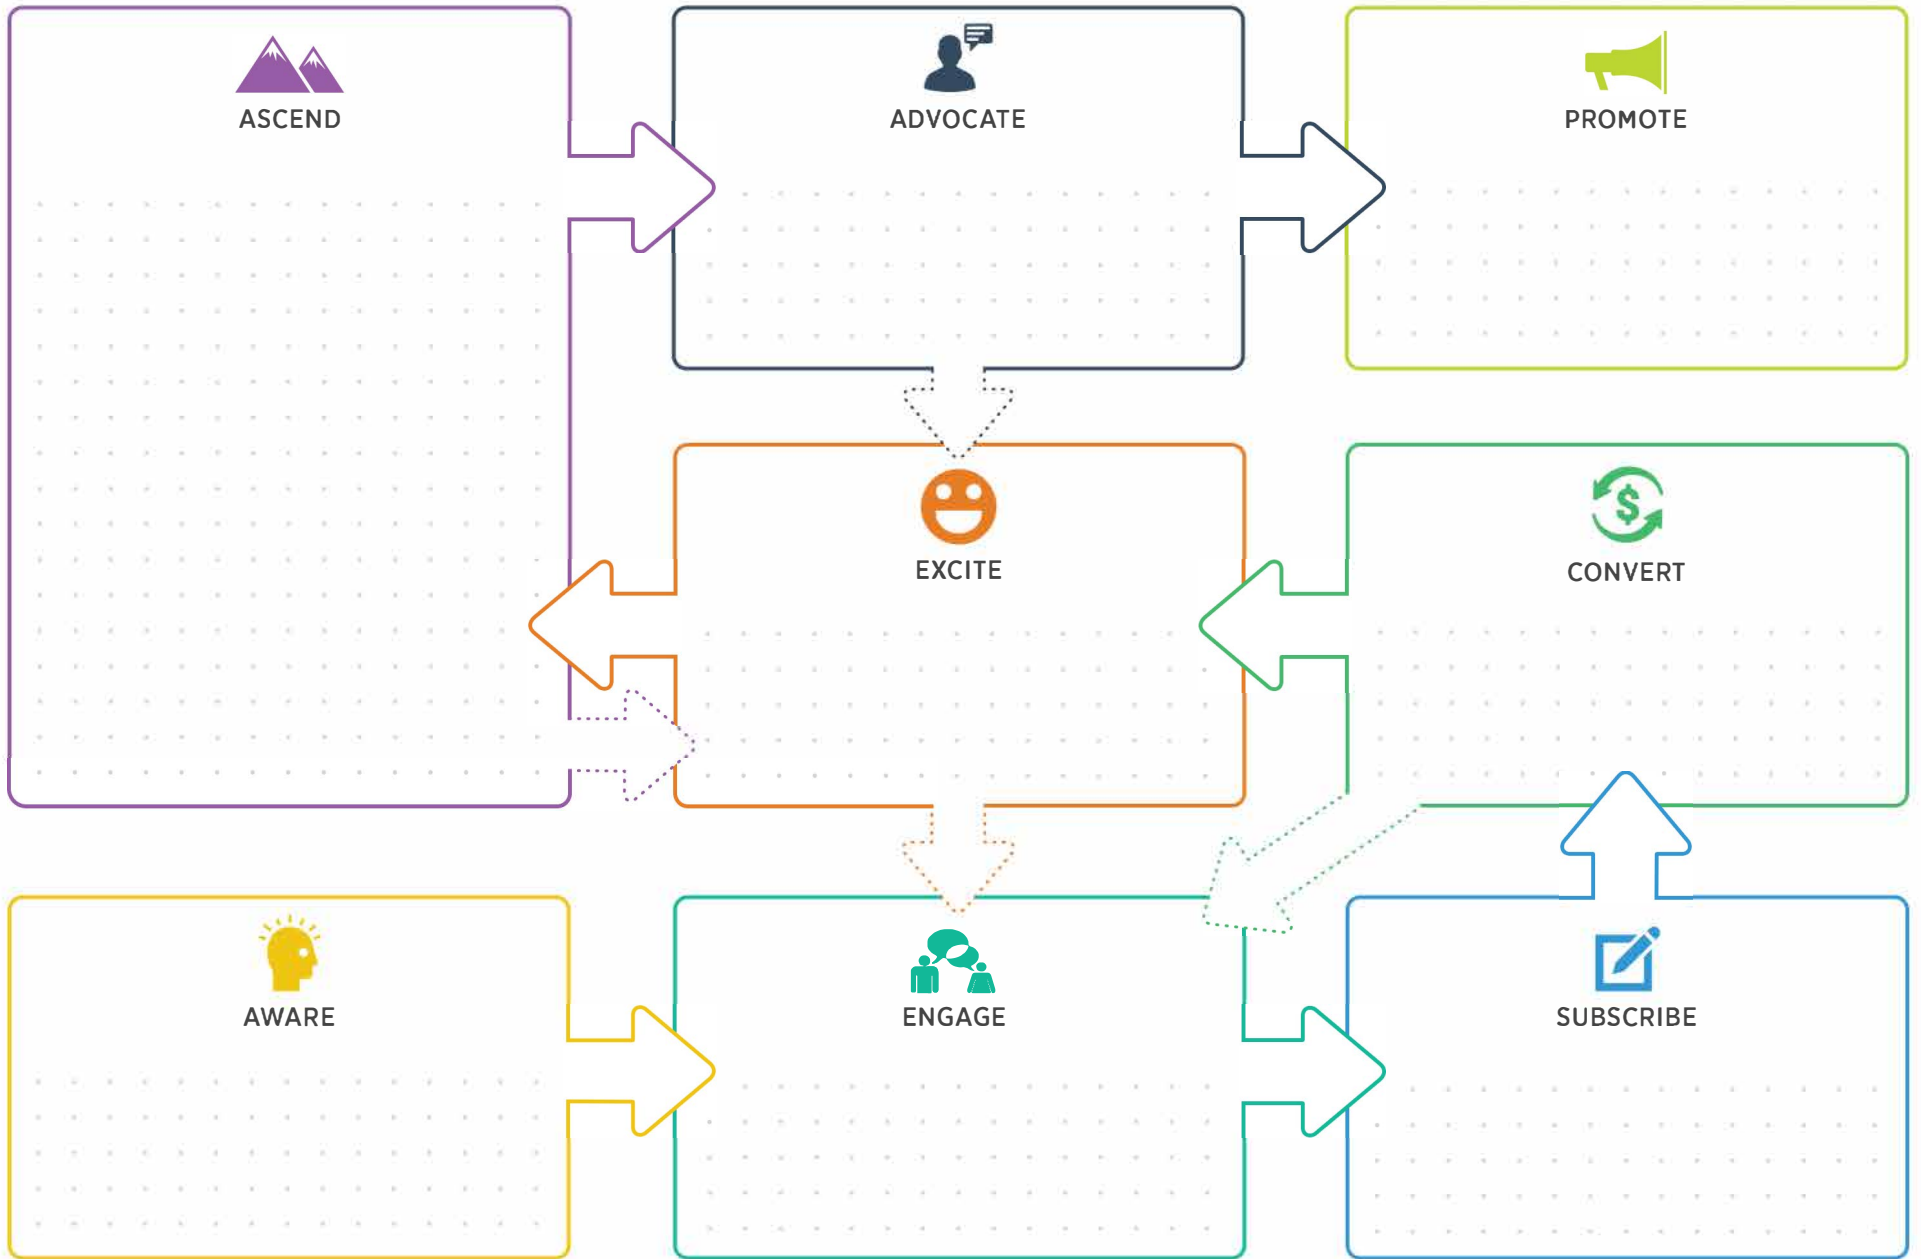 ASCEND
ADVOCATE
PROMOTE
EXCITE
$
CONVERT
AWARE
ENGAGE
SUBSCRIBE